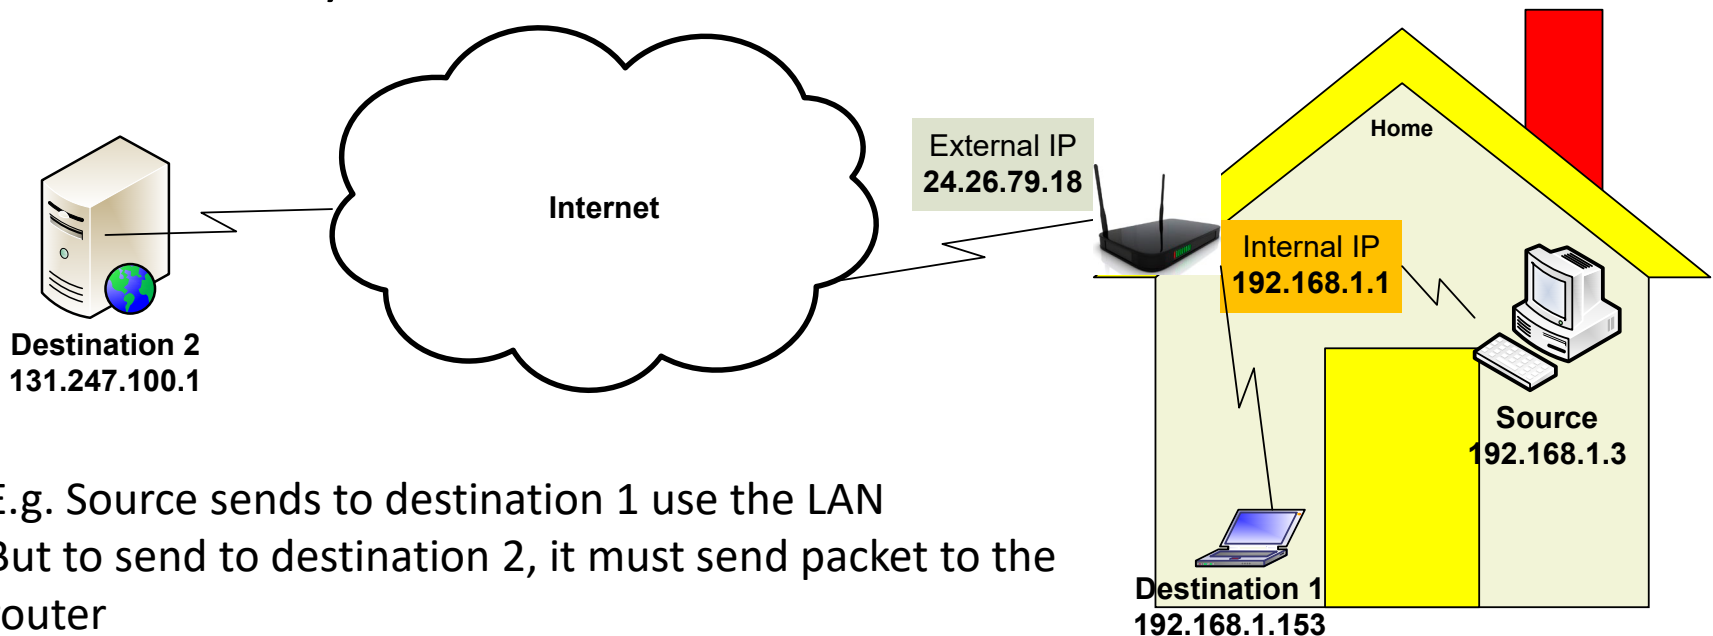 Home
External IP
24.26.79.18
Internet
Internal IP
192.168.1.1
Destination 2
131.247.100.1
Source
192.168.1.3
E.g. Source sends to destination 1 use the LAN
But to send to destination 2, it must send packet to the
router
Destination 1
192.168.1.153